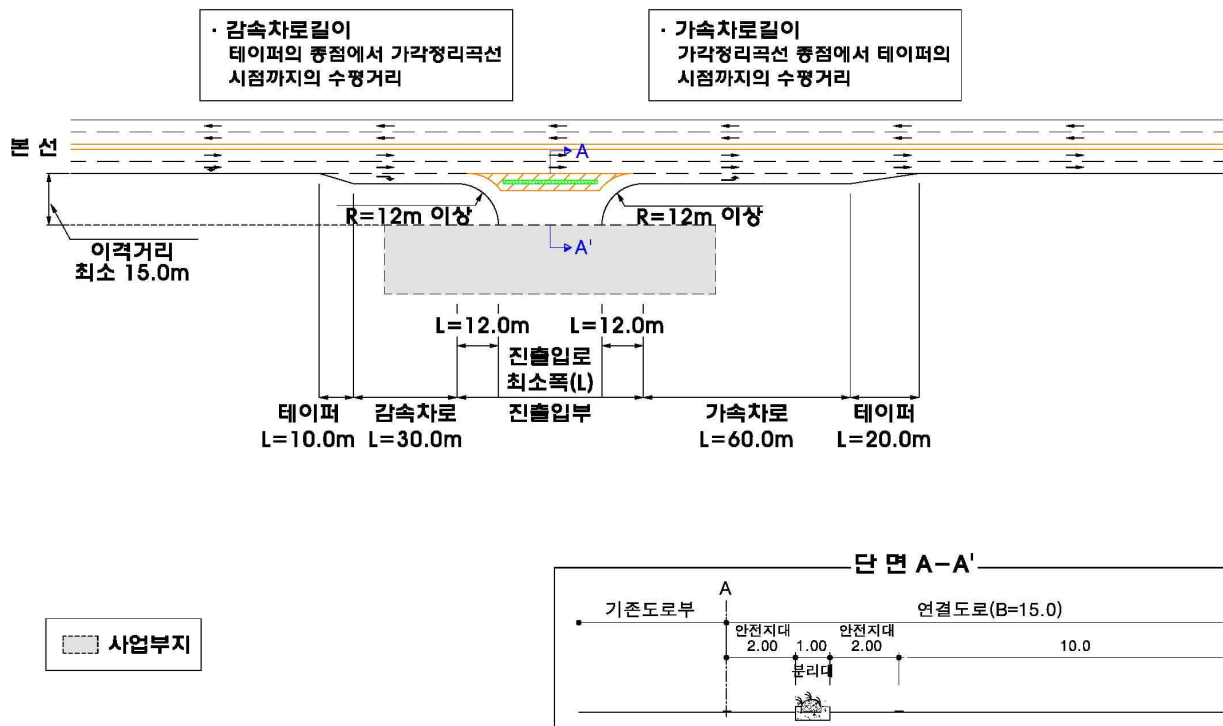 · 감속차로길이
테이퍼의 종점에서 가각정리곡선
시점까지의 수평거리
· 가속차로길이
가각정리곡선 종점에서 테이퍼의
시점까지의 수평거리
본 선
A
R=12m 이상
R=12m 이상
A'
이격거리
최소 15.0m
L=12.0m
L=12.0m
진출입로
최소폭(L)
테이퍼
L=10.0m
감속차로
L=30.0m
진출입부
가속차로
L=60.0m
테이퍼
L=20.0m
사업부지
단 면 A-A'
A
기존도로부
연결도로(B=15.0)
안전지대
2.00
1.00
분리대
안전지대
2.00
10.0